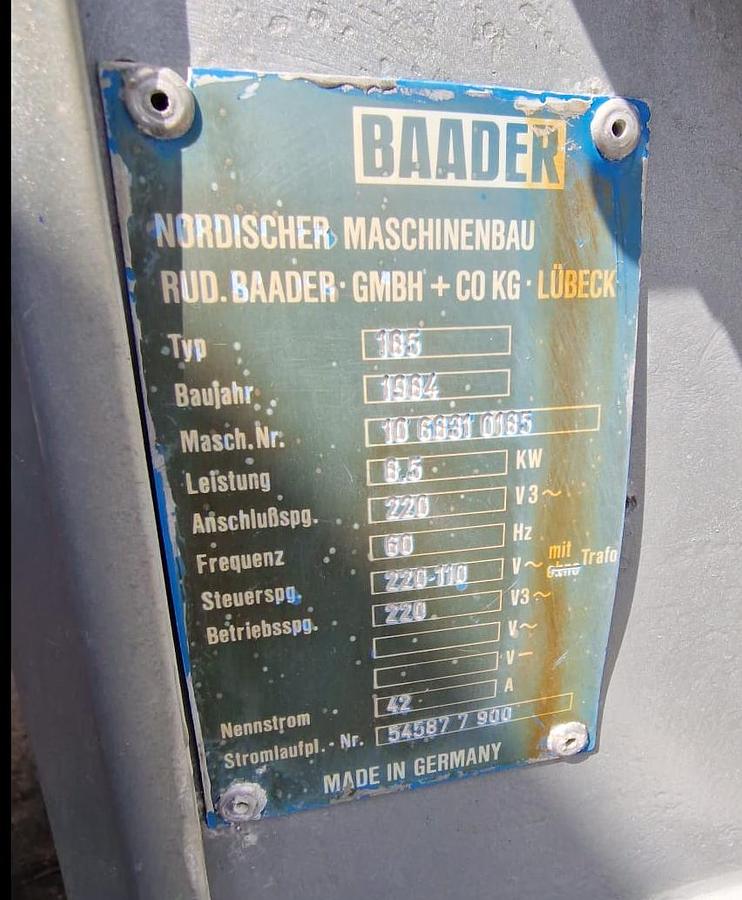 BAADER
NORDISCHER MASCHINENBAU
RUD. BAADER · GMBH + CO KG · LÜBECK
Typ 185
Baujahr 1984
Masch. Nr. 10 6831 0185
Leistung 6.5 KW
Anschlußspg. 220 V 3 ~
Frequenz 60 Hz
Steuerspg. 220-110 V ~ mit ohne Trafo
Betriebsspg. 220 V3 ~
V ~
V —
A
Nennstrom 42
Stromlaufpl. - Nr. 54587 7 900
MADE IN GERMANY